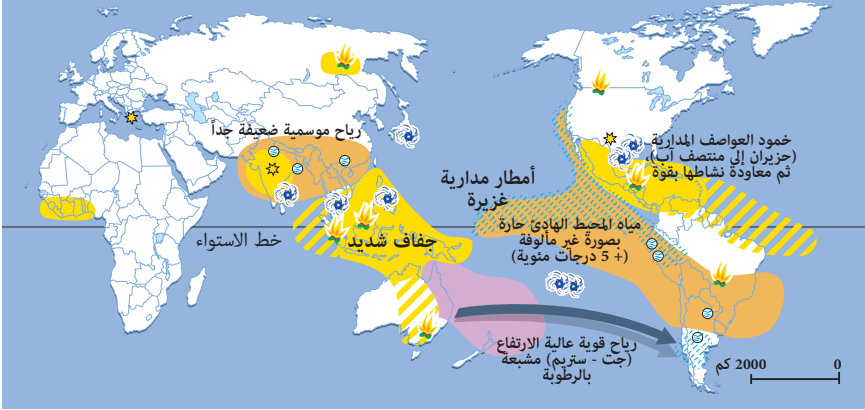 رياح موسمية ضعيفة جداً
خمود العواصف المدارية
(حزيران إلى منتصف آب)،
ثم معاودة نشاطها بقوة
أمطار مدارية
غزيرة
مياه المحيط الهادئ حارة
بصورة غير مألوفة
(+ 5 درجات مئوية)
خط الاستواء
جفاف شديد
رياح قوية عالية الارتفاع
(جت - ستريم) مشبعة
بالرطوبة
2000 كم
0